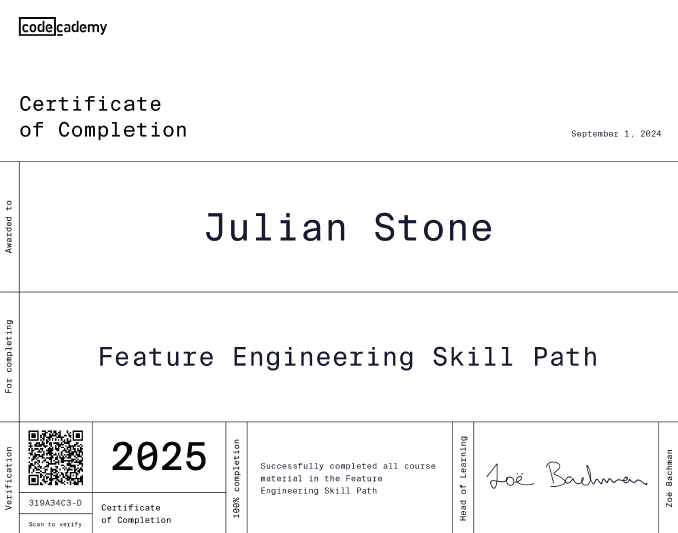 codecademy
Certificate
of Completion
September 1, 2024
Awarded to
Julian Stone
For completing
Feature Engineering Skill Path
Verification
319A34C3-D
Scan to verify
2025
Certificate
of Completion
100% completion
Successfully completed all course
material in the Feature
Engineering Skill Path
Head of Learning
Zoë Bachman
Zoë Bachman